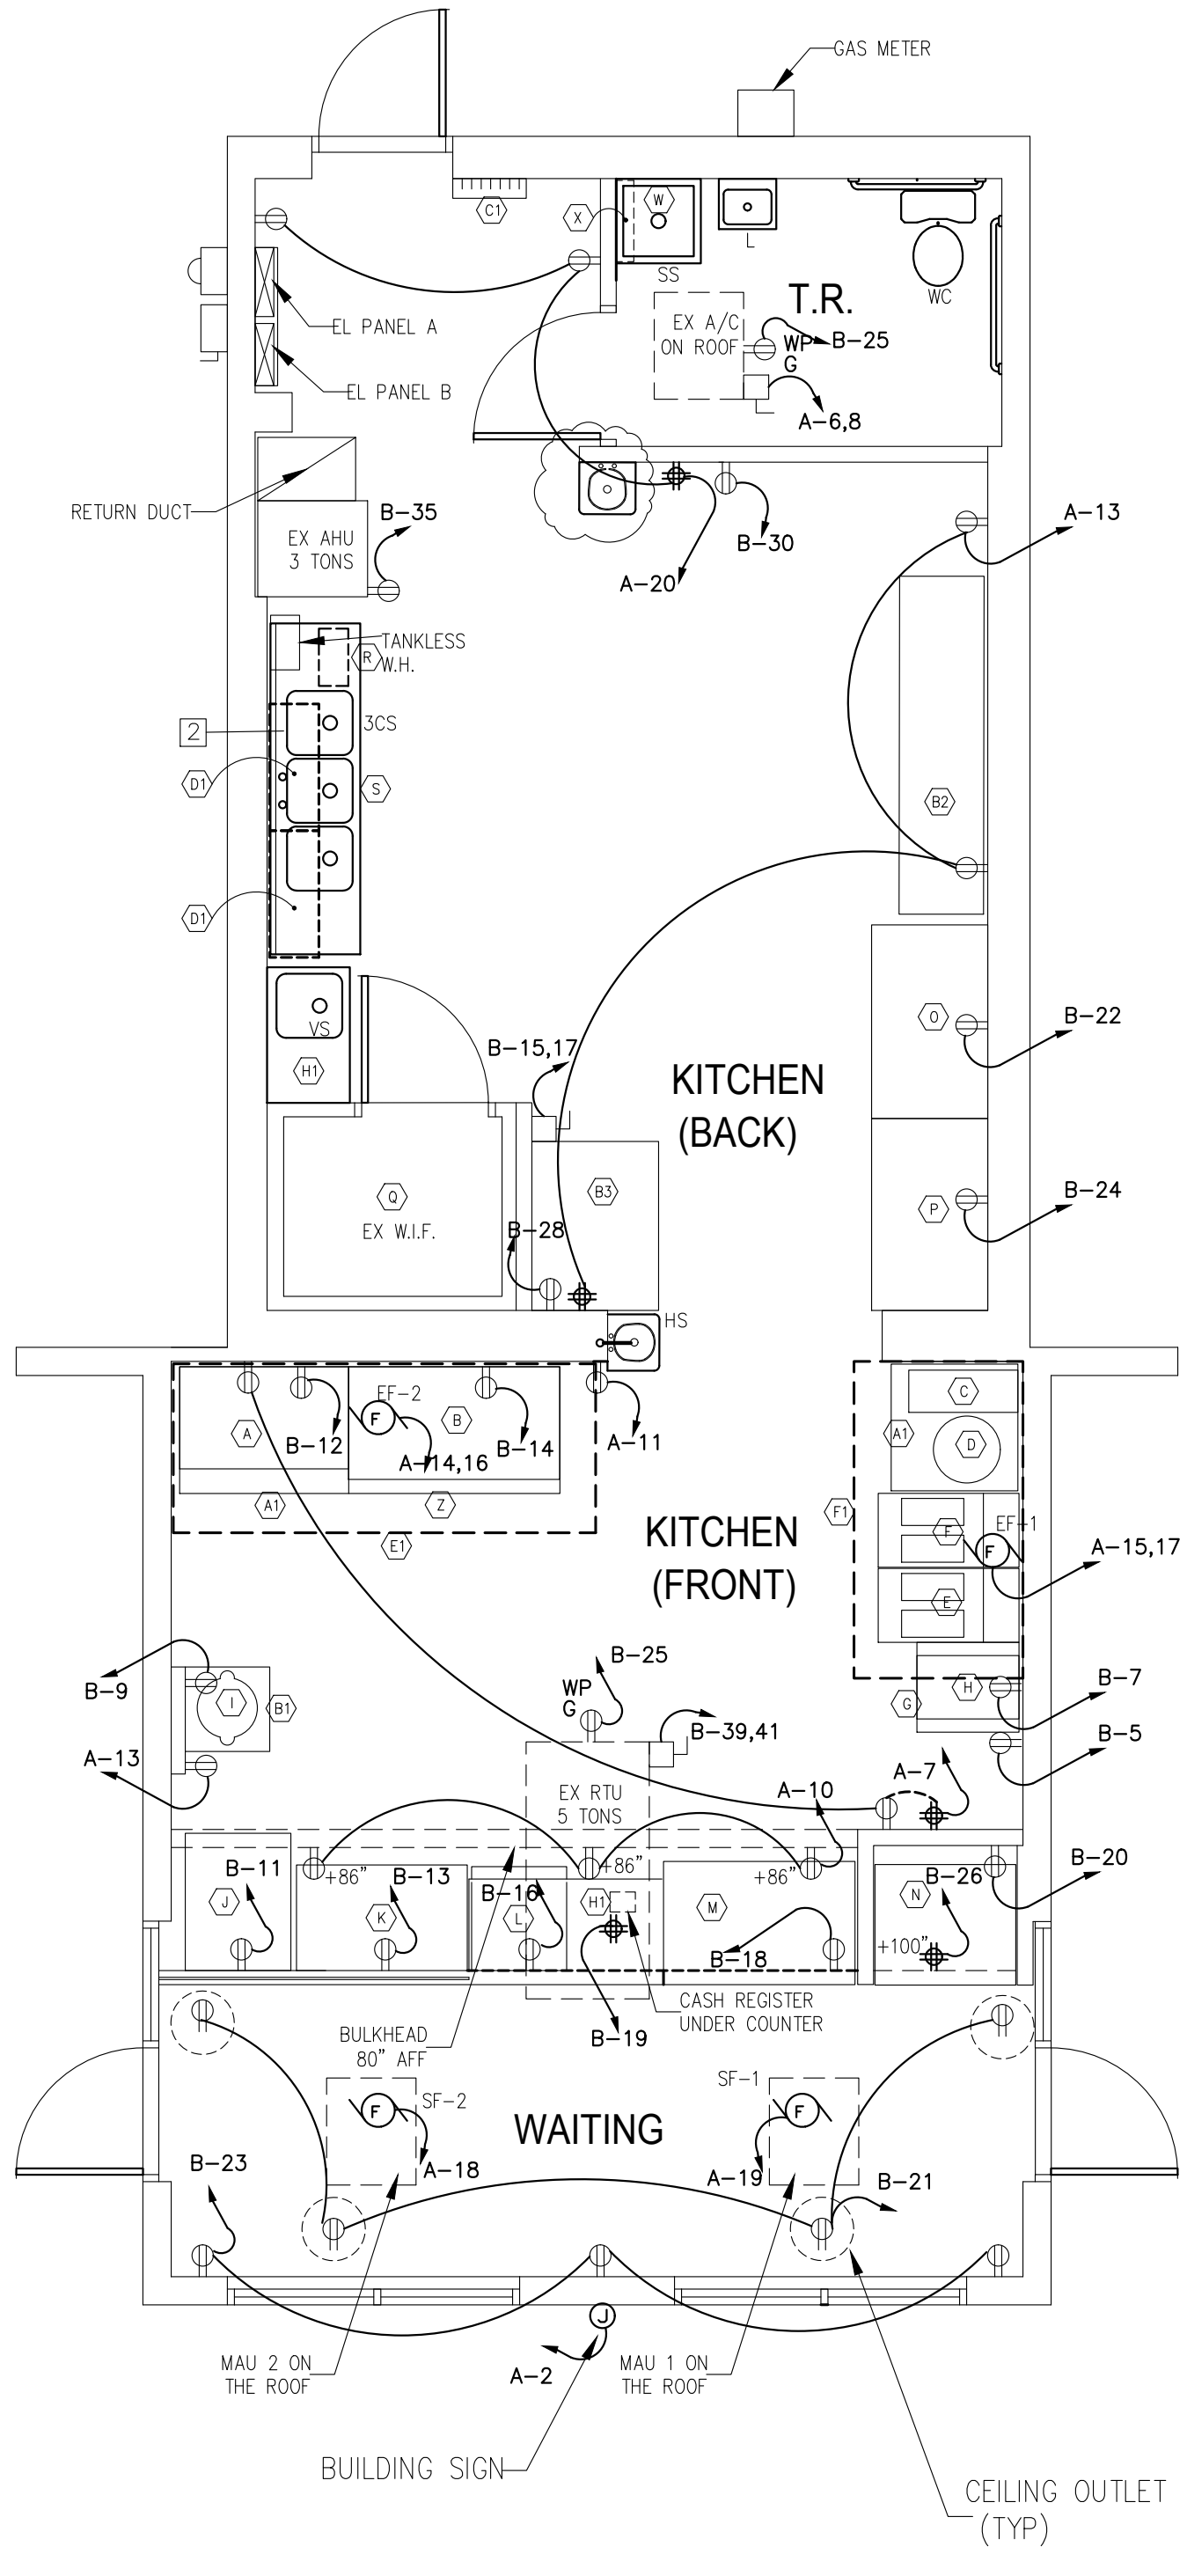 GAS METER
C1
X
W
L
SS
WC
T.R.
EX A/C
ON ROOF
WP
G
B-25
A-6,8
EL PANEL A
EL PANEL B
RETURN DUCT
EX AHU
3 TONS
B-35
B-30
A-20
A-13
TANKLESS
W.H.
R
3CS
2
D1
S
B2
D1
VS
H1
B-15,17
KITCHEN
(BACK)
O
B-22
Q
EX W.I.F.
B3
B-28
P
B-24
HS
EF-2
F
A
B
B-12
A-14,16
B-14
A-11
A1
Z
E1
C
A1
D
F1
F
EF-1
F
A-15,17
E
KITCHEN
(FRONT)
B-9
I
B1
A-13
B-25
WP
G
B-39,41
G
H
B-7
B-5
A-7
A-10
EX RTU
5 TONS
+86"
+86"
+86"
B-11
B-13
B-16
J
K
L
H1
M
N
B-26
B-20
B-18
+100"
B-19
CASH REGISTER
UNDER COUNTER
BULKHEAD
80" AFF
SF-2
F
A-18
WAITING
SF-1
F
A-19
B-23
B-21
J
A-2
MAU 2 ON
THE ROOF
MAU 1 ON
THE ROOF
BUILDING SIGN
CEILING OUTLET
(TYP)